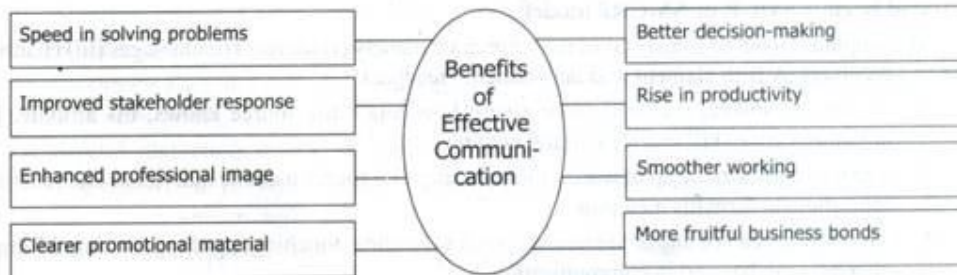 Speed in solving problems
Improved stakeholder response
Enhanced professional image
Clearer promotional material
Benefits
of
Effective
Communi-
cation
Better decision-making
Rise in productivity
Smoother working
More fruitful business bonds